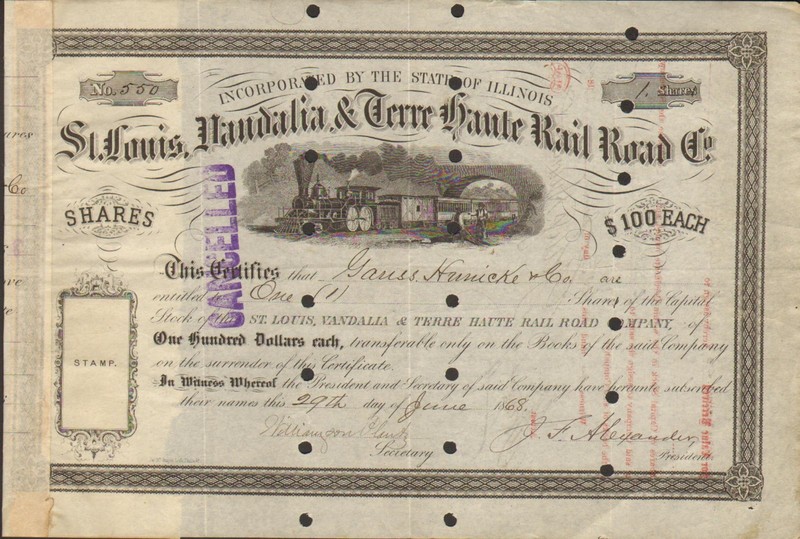 No. 550
1. Shares
INCORPORATED BY THE STATE OF ILLINOIS
St. Louis, Vandalia, & Terre Haute Rail Road Co.
SHARES
$100 EACH
CANCELLED
This Certifies that Hunicke & Co. are
entitled to One (1) Shares of the Capital
Stock of the ST. LOUIS, VANDALIA & TERRE HAUTE RAIL ROAD COMPANY, of
One Hundred Dollars each, transferable only on the Books of the said Company
on the surrender of this Certificate.
In Witness Whereof the President and Secretary of said Company have hereunto subscribed
their names this 29th day of June 1868.
STAMP.
J. F. Alexander
Secretary
President